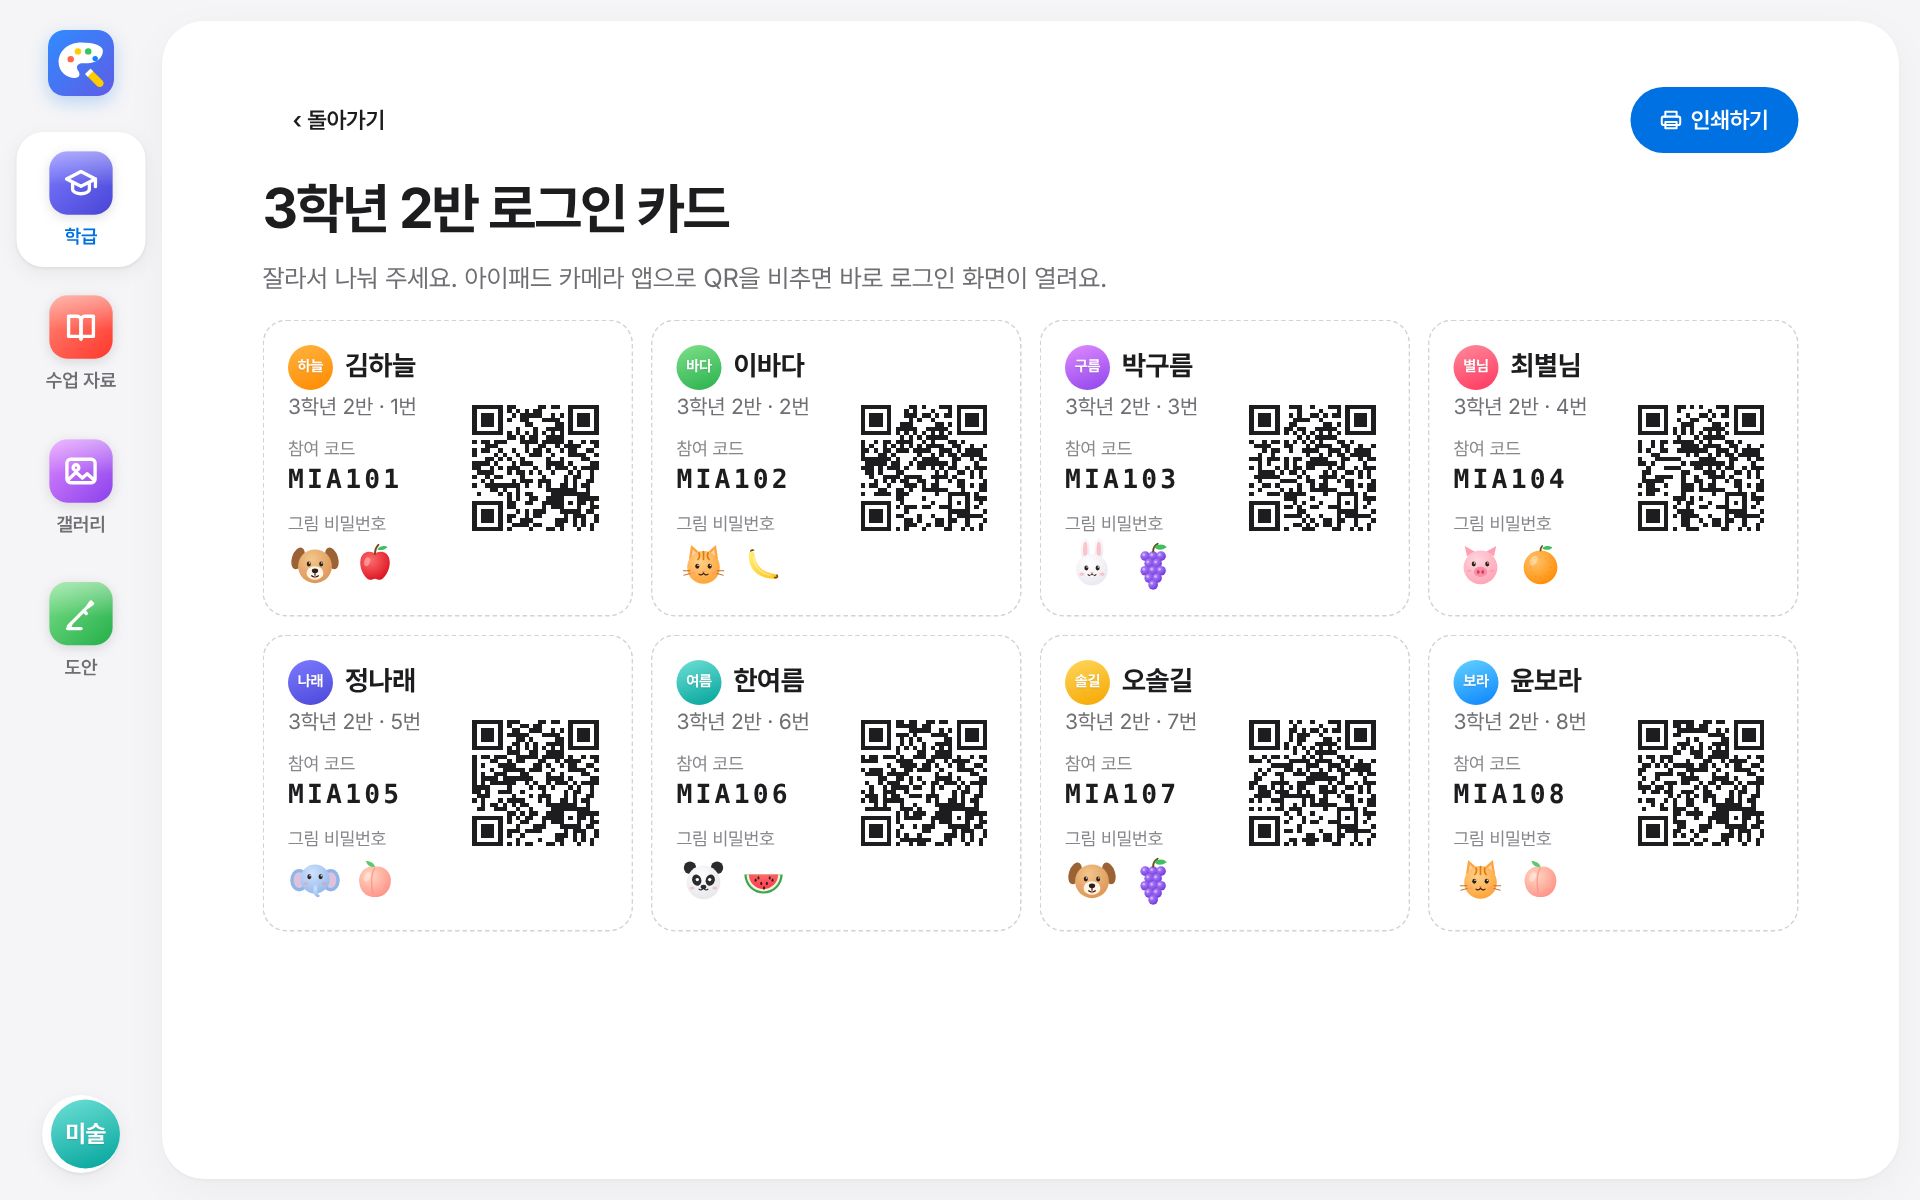 ‹ 돌아가기
인쇄하기
학급
수업 자료
갤러리
도안
미술
3학년 2반 로그인 카드
잘라서 나눠 주세요. 아이패드 카메라 앱으로 QR을 비추면 바로 로그인 화면이 열려요.
하늘 김하늘
3학년 2반 · 1번
참여 코드
MIA101
그림 비밀번호
바다 이바다
3학년 2반 · 2번
참여 코드
MIA102
그림 비밀번호
구름 박구름
3학년 2반 · 3번
참여 코드
MIA103
그림 비밀번호
별님 최별님
3학년 2반 · 4번
참여 코드
MIA104
그림 비밀번호
나래 정나래
3학년 2반 · 5번
참여 코드
MIA105
그림 비밀번호
여름 한여름
3학년 2반 · 6번
참여 코드
MIA106
그림 비밀번호
솔길 오솔길
3학년 2반 · 7번
참여 코드
MIA107
그림 비밀번호
보라 윤보라
3학년 2반 · 8번
참여 코드
MIA108
그림 비밀번호